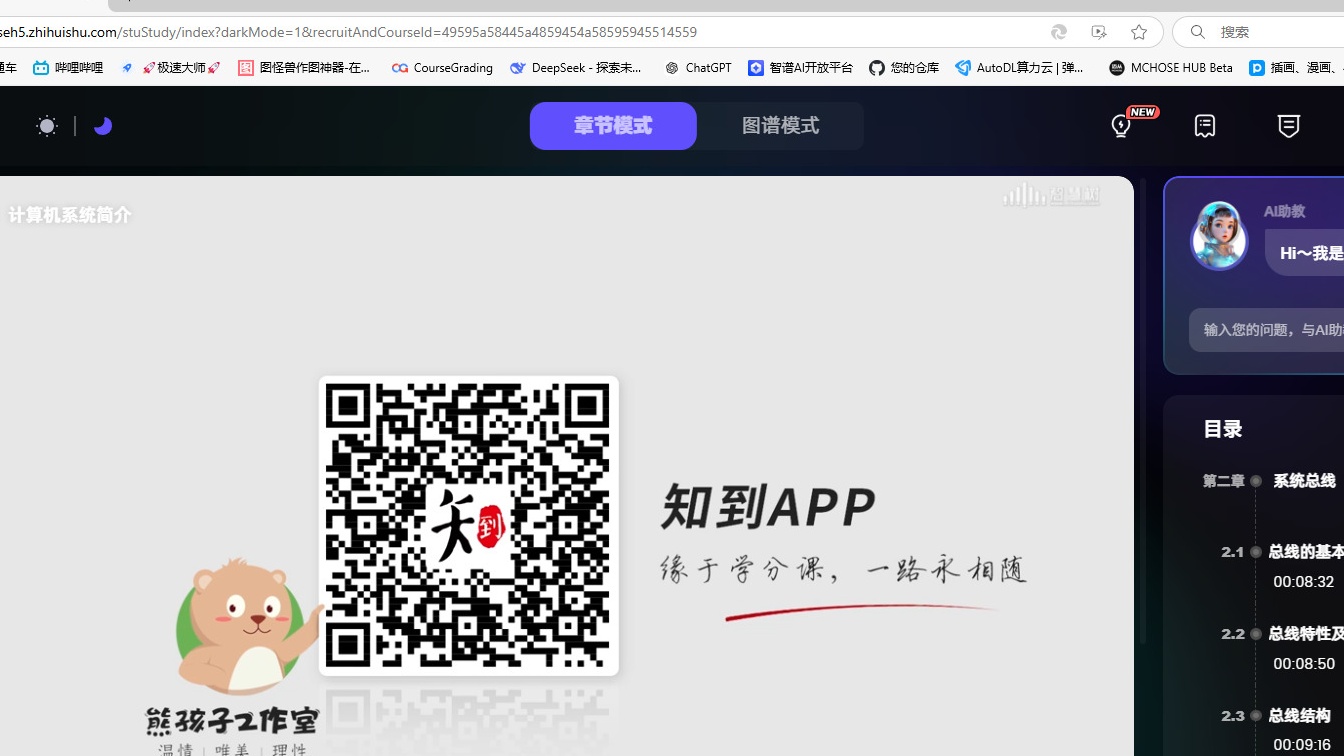 seh5.zhihuishu.com/stuStudy/index?darkMode=1&recruitAndCourseId=49595a58445a4859454a58595945514559
搜索
通车 哔哩哔哩 🚀极速大师🚀 图怪兽作图神器-在... CourseGrading DeepSeek - 探索未... ChatGPT 智谱AI开放平台 您的仓库 AutoDL算力云 | 弹... MCHOSE HUB Beta 插画、漫画、
章节模式 图谱模式 NEW
计算机系统简介
智慧树
AI助教
Hi～我是
输入您的问题，与AI助
目录
第二章 系统总线
2.1 总线的基本
00:08:32
2.2 总线特性及
00:08:50
2.3 总线结构
00:09:16
知到
知到APP
缘于学分课，一路永相随
熊孩子工作室
温情 | 唯美 | 理性